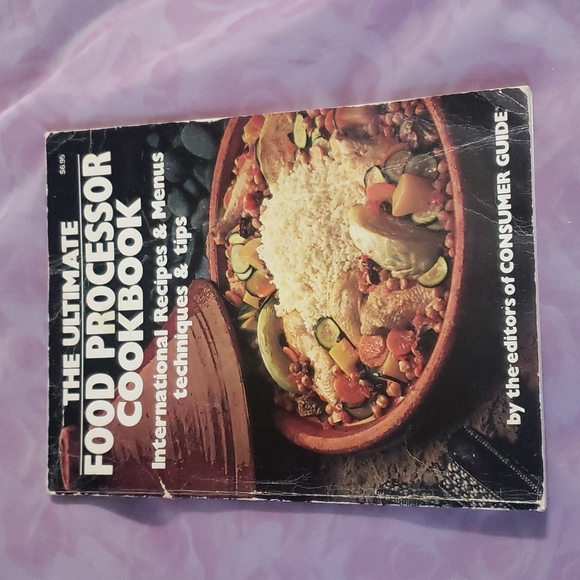 $6.95
THE ULTIMATE
FOOD PROCESSOR
COOKBOOK
International Recipes & Menus
techniques & tips
by the editors of CONSUMER GUIDE®